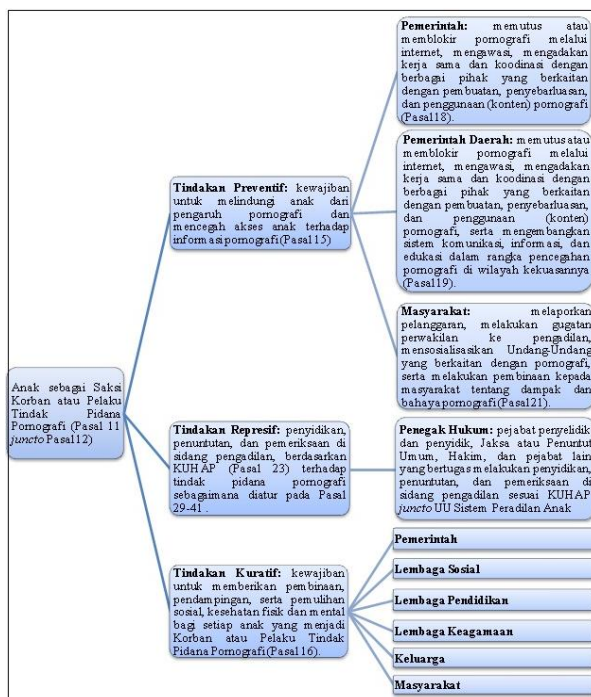 Anak sebagai Saksi
Korban atau Pelaku
Tindak Pidana
Pornografi (Pasal 11
juncto Pasal12)
Tindakan Preventif: kewajiban
untuk melindungi anak dari
pengaruh pornografi dan
mencegah akses anak terhadap
informasi pornografi (Pasal 15)
Pemerintah: memutus atau
memblokir pornografi melalui
internet, mengawasi, mengadakan
kerja sama dan koodinasi dengan
berbagai pihak yang berkaitan
dengan pembuatan, penyebarluasan,
dan penggunaan (konten) pornografi
(Pasal18).
Pemerintah Daerah: memutus atau
memblokir pornografi melalui
internet, mengawasi, mengadakan
kerja sama dan koodinasi dengan
berbagai pihak yang berkaitan
dengan pembuatan, penyebarluasan,
dan penggunaan (konten)
pornografi, serta mengembangkan
sistem komunikasi, informasi, dan
edukasi dalam rangka pencegahan
pornografi di wilayah kekuasannya
(Pasal19).
Masyarakat: melaporkan
pelanggaran, melakukan gugatan
perwakilan ke pengadilan,
mensosialisasikan Undang-Undang
yang berkaitan dengan pornografi,
serta melakukan pembinaan kepada
masyarakat tentang dampak dan
bahaya pornografi (Pasal21).
Tindakan Represif: penyidikan,
penuntutan, dan pemeriksaan di
sidang pengadilan, berdasarkan
KUHAP (Pasal 23) terhadap
tindak pidana pornografi
sebagaimana diatur pada Pasal
29-41 .
Penegak Hukum: pejabat penyelidik
dan penyidik, Jaksa atau Penuntut
Umum, Hakim, dan pejabat lain
yang bertugas melakukan penyidikan,
penuntutan, dan pemeriksaan di
sidang pengadilan sesuai KUHAP
juncto UU Sistem Peradilan Anak
Tindakan Kuratif: kewajiban
untuk memberikan pembinaan,
pendampingan, serta pemulihan
sosial, kesehatan fisik dan mental
bagi setiap anak yang menjadi
Korban atau Pelaku Tindak
Pidana Pornografi (Pasal 16).
Pemerintah
Lembaga Sosial
Lembaga Pendidikan
Lembaga Keagamaan
Keluarga
Masyarakat